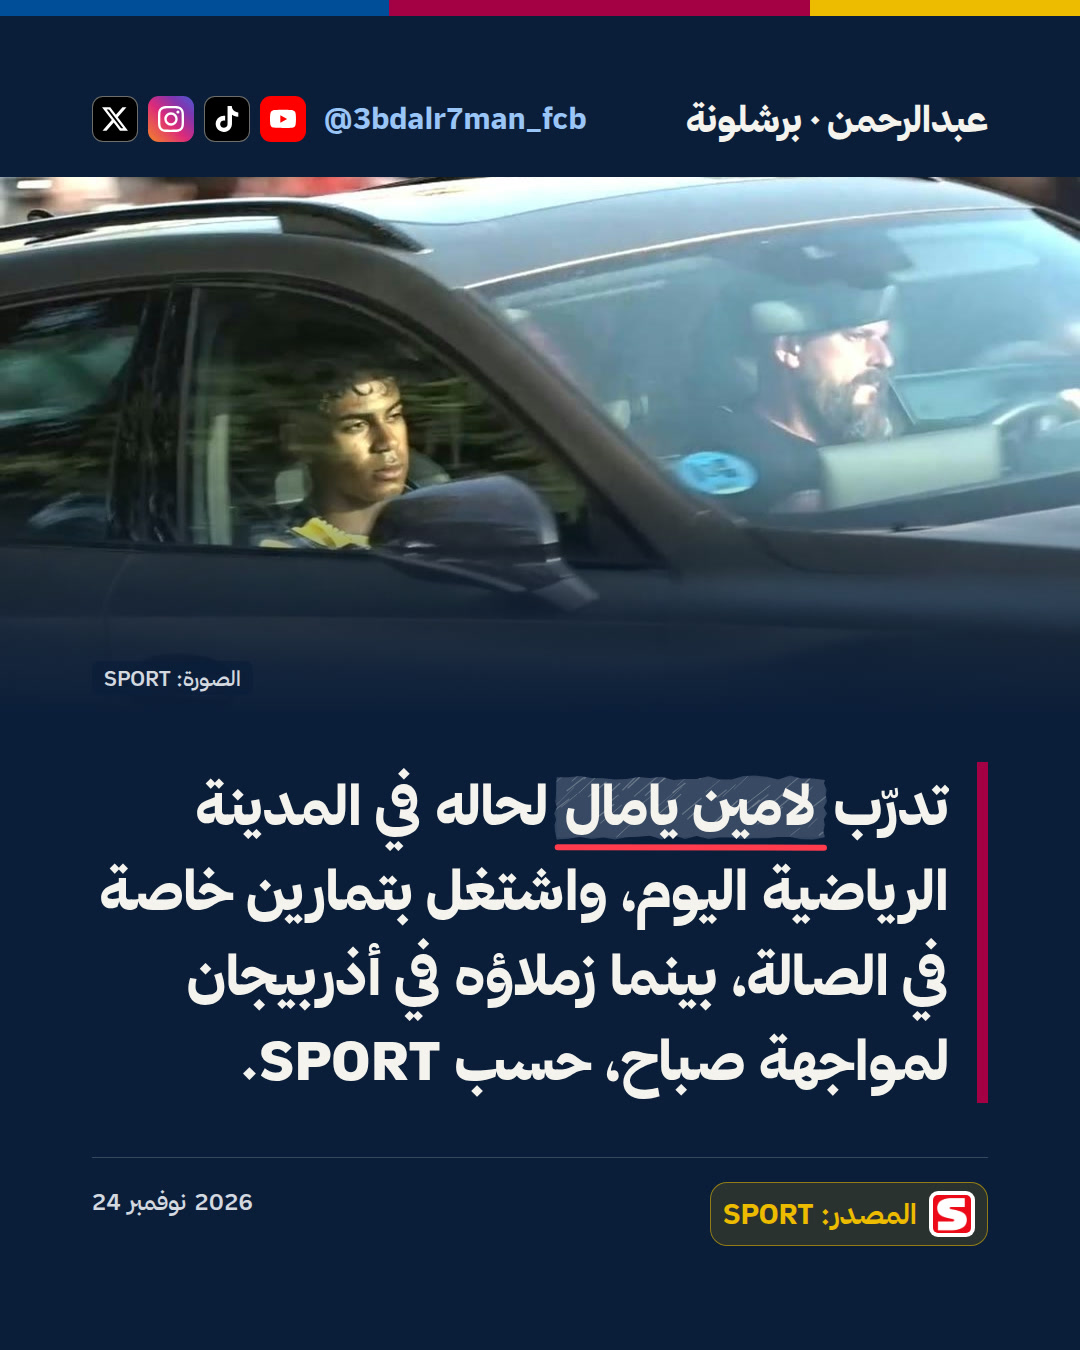 عبدالرحمن · برشلونة
@3bdalr7man_fcb
الصورة: SPORT
تدرّب لامين يامال لحاله في المدينة
الرياضية اليوم، واشتغل بتمارين خاصة
في الصالة، بينما زملاؤه في أذربيجان
لمواجهة صباح، حسب SPORT.
S المصدر: SPORT
24 نوفمبر 2026